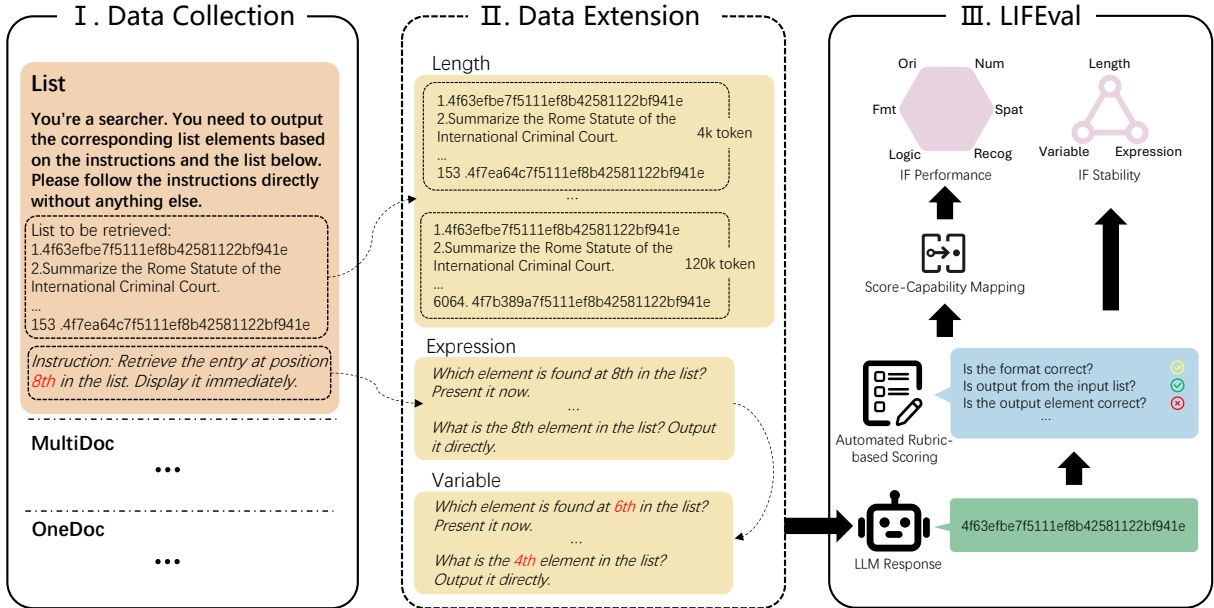 Ⅰ. Data Collection
List
You're a searcher. You need to output
the corresponding list elements based
on the instructions and the list below.
Please follow the instructions directly
without anything else.
List to be retrieved:
1.4f63efbe7f5111ef8b42581122bf941e
2.Summarize the Rome Statute of the
International Criminal Court.
...
153 .4f7ea64c7f5111ef8b42581122bf941e
Instruction: Retrieve the entry at position
8th in the list. Display it immediately.
MultiDoc
...
OneDoc
...
Ⅱ. Data Extension
Length
1.4f63efbe7f5111ef8b42581122bf941e
2.Summarize the Rome Statute of the
International Criminal Court.
...
153 .4f7ea64c7f5111ef8b42581122bf941e
4k token
...
1.4f63efbe7f5111ef8b42581122bf941e
2.Summarize the Rome Statute of the
International Criminal Court.
...
6064. 4f7b389a7f5111ef8b42581122bf941e
120k token
Expression
Which element is found at 8th in the list?
Present it now.
...
What is the 8th element in the list? Output
it directly.
Variable
Which element is found at 6th in the list?
Present it now.
...
What is the 4th element in the list?
Output it directly.
Ⅲ. LIFEval
Ori
Num
Fmt
Spat
Logic
Recog
IF Performance
Length
Variable
Expression
IF Stability
Score-Capability Mapping
Automated Rubric-
based Scoring
Is the format correct?
Is output from the input list?
Is the output element correct?
...
LLM Response
4f63efbe7f5111ef8b42581122bf941e